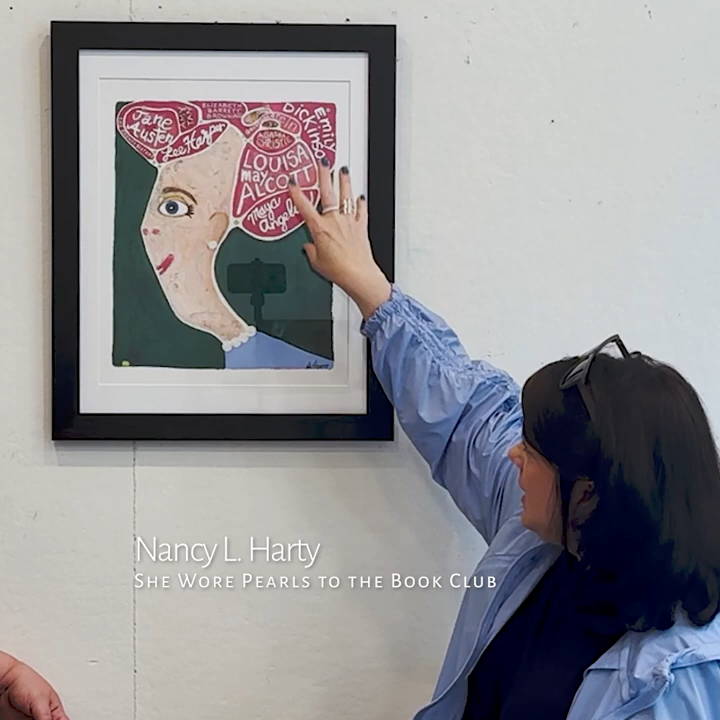 Jane
Austen
Lee Harper
ELIZABETH
BARRETT
BROWNING
Emily
Dickinson
AGATHA
CHRISTIE
LOUISA
may
ALCOTT
Maya
Nancy L. Harty
She Wore Pearls to the Book Club